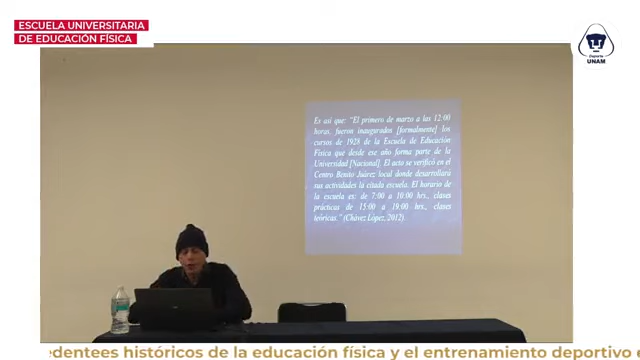 ESCUELA UNIVERSITARIA
DE EDUCACIÓN FÍSICA
Deporte
UNAM
Es así que: "El primero de marzo a las 12:00
horas, fueron inaugurados [formalmente] los
cursos de 1928 de la Escuela de Educación
Física que desde ese año forma parte de la
Universidad [Nacional]. El acto se verificó en el
Centro Benito Juárez local donde desarrollará
sus actividades la citada escuela. El horario de
la escuela es: de 7:00 a 10:00 hrs., clases
prácticas de 15:00 a 19:00 hrs., clases
teóricas." (Chávez López, 2012).
edentees históricos de la educación física y el entrenamiento deportivo